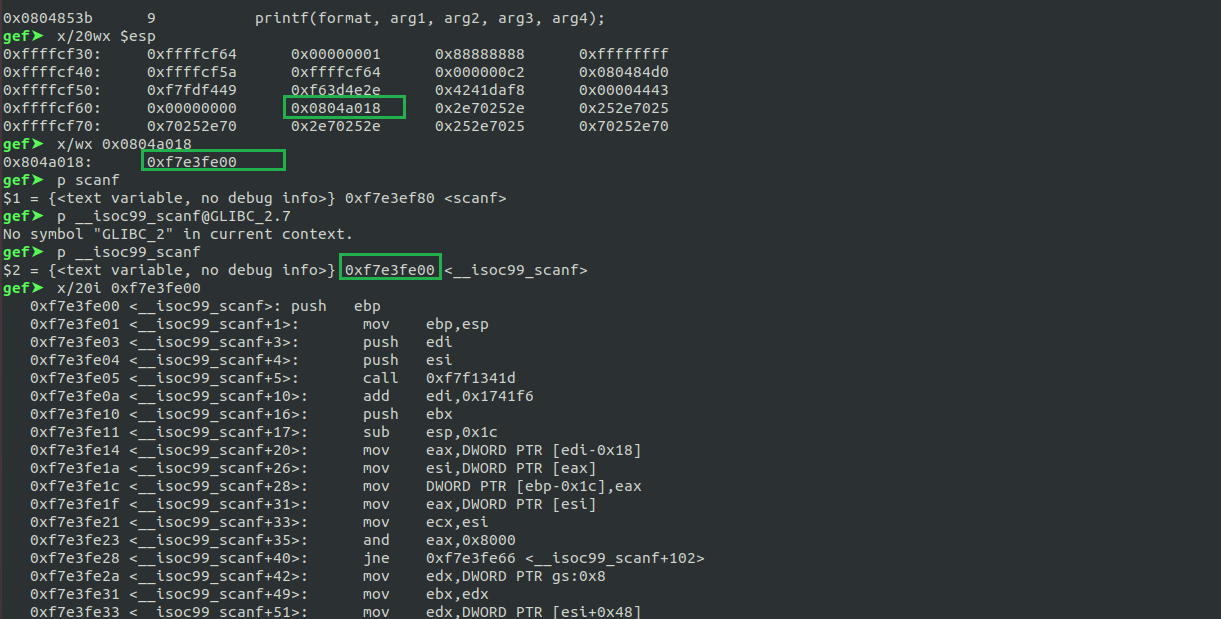 0x0804853b      9           printf(format, arg1, arg2, arg3, arg4);
gef➤  x/20wx $esp
0xffffcf30:     0xffffcf64      0x00000001      0x88888888      0xffffffff
0xffffcf40:     0xffffcf5a      0xffffcf64      0x000000c2      0x080484d0
0xffffcf50:     0xf7fdf449      0xf63d4e2e      0x4241daf8      0x00004443
0xffffcf60:     0x00000000      0x0804a018      0x2e70252e      0x252e7025
0xffffcf70:     0x70252e70      0x2e70252e      0x252e7025      0x70252e70
gef➤  x/wx 0x0804a018
0x804a018:      0xf7e3fe00
gef➤  p scanf
$1 = {<text variable, no debug info>} 0xf7e3ef80 <scanf>
gef➤  p __isoc99_scanf@GLIBC_2.7
No symbol "GLIBC_2" in current context.
gef➤  p __isoc99_scanf
$2 = {<text variable, no debug info>} 0xf7e3fe00 <__isoc99_scanf>
gef➤  x/20i 0xf7e3fe00
   0xf7e3fe00 <__isoc99_scanf>: push   ebp
   0xf7e3fe01 <__isoc99_scanf+1>:       mov    ebp,esp
   0xf7e3fe03 <__isoc99_scanf+3>:       push   edi
   0xf7e3fe04 <__isoc99_scanf+4>:       push   esi
   0xf7e3fe05 <__isoc99_scanf+5>:       call   0xf7f1341d
   0xf7e3fe0a <__isoc99_scanf+10>:      add    edi,0x1741f6
   0xf7e3fe10 <__isoc99_scanf+16>:      push   ebx
   0xf7e3fe11 <__isoc99_scanf+17>:      sub    esp,0x1c
   0xf7e3fe14 <__isoc99_scanf+20>:      mov    eax,DWORD PTR [edi-0x18]
   0xf7e3fe1a <__isoc99_scanf+26>:      mov    esi,DWORD PTR [eax]
   0xf7e3fe1c <__isoc99_scanf+28>:      mov    DWORD PTR [ebp-0x1c],eax
   0xf7e3fe1f <__isoc99_scanf+31>:      mov    eax,DWORD PTR [esi]
   0xf7e3fe21 <__isoc99_scanf+33>:      mov    ecx,esi
   0xf7e3fe23 <__isoc99_scanf+35>:      and    eax,0x8000
   0xf7e3fe28 <__isoc99_scanf+40>:      jne    0xf7e3fe66 <__isoc99_scanf+102>
   0xf7e3fe2a <__isoc99_scanf+42>:      mov    edx,DWORD PTR gs:0x8
   0xf7e3fe31 <__isoc99_scanf+49>:      mov    ebx,edx
   0xf7e3fe33 <__isoc99_scanf+51>:      mov    edx,DWORD PTR [esi+0x48]